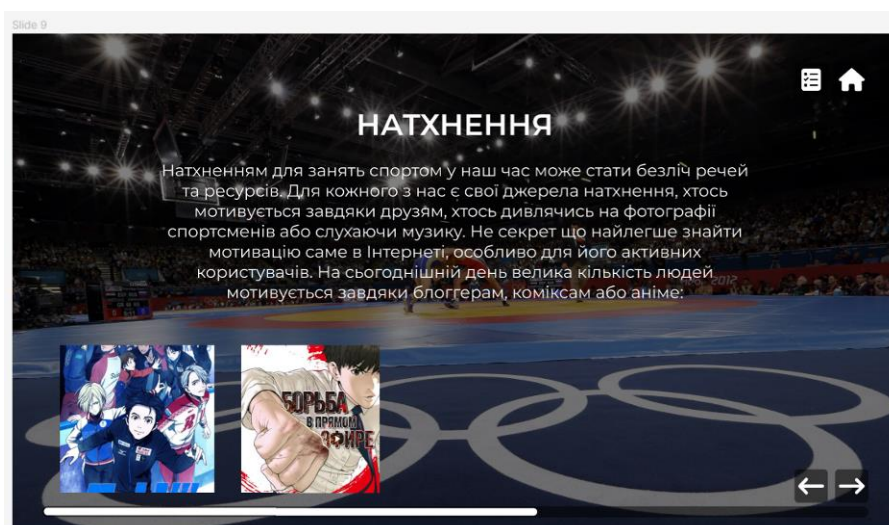 Slide 9
НАТХНЕННЯ
Натхненням для занять спортом у наш час може стати безліч речей
та ресурсів. Для кожного з нас є свої джерела натхнення, хтось
мотивується завдяки друзям, хтось дивлячись на фотографії
спортсменів або слухаючи музику. Не секрет що найлегше знайти
мотивацію саме в Інтернеті, особливо для його активних
користувачів. На сьогоднішній день велика кількість людей
мотивується завдяки блоггерам, коміксам або аніме:
2012
БОРЬБА
В ПРЯМОМ
ЭФИРЕ